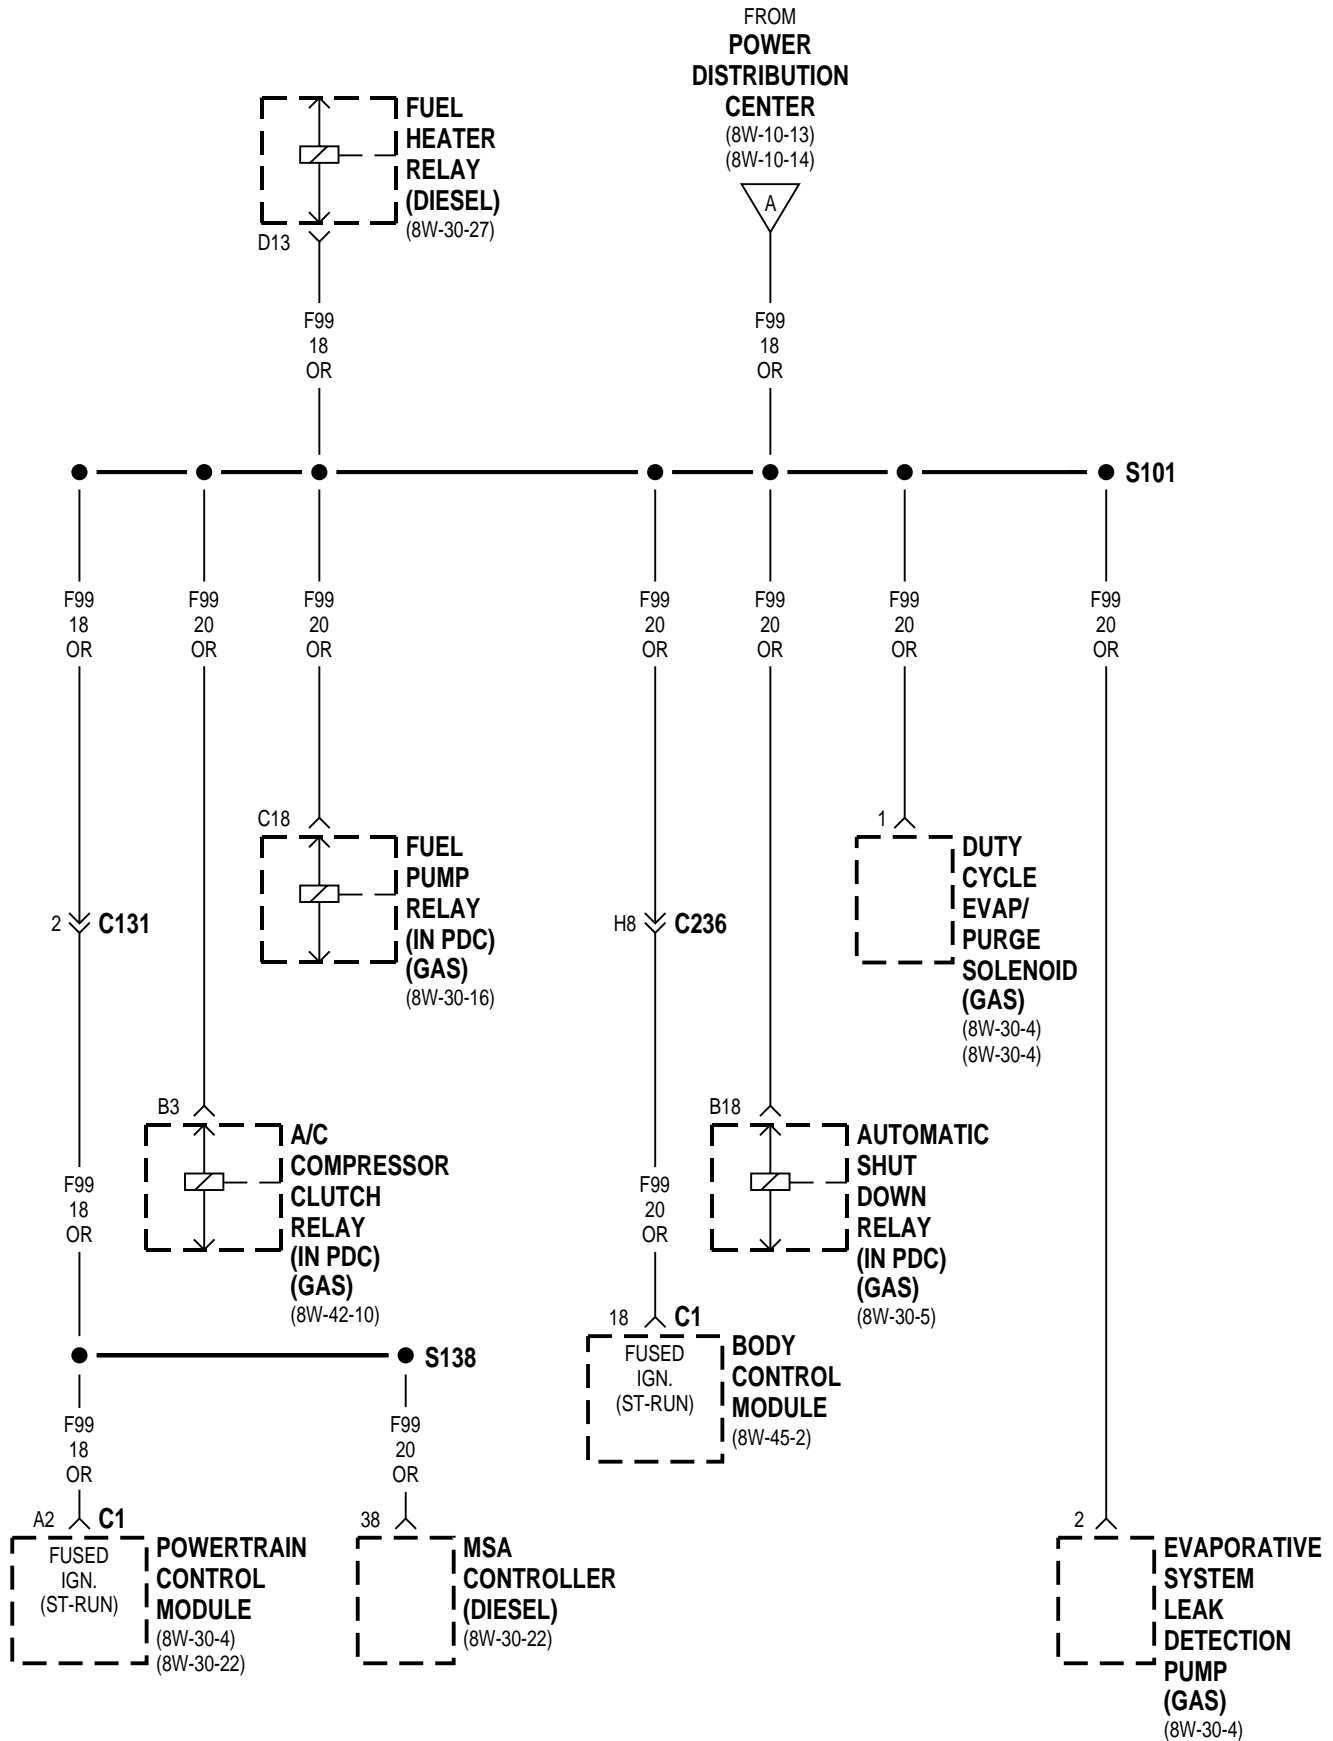 FROM
POWER
DISTRIBUTION
CENTER
(8W-10-13)
(8W-10-14)
A
FUEL
HEATER
RELAY
(DIESEL)
(8W-30-27)
D13
F99
18
OR
F99
18
OR
S101
F99
18
OR
F99
20
OR
F99
20
OR
F99
20
OR
F99
20
OR
F99
20
OR
F99
20
OR
C18
FUEL
PUMP
RELAY
(IN PDC)
(GAS)
(8W-30-16)
1
DUTY
CYCLE
EVAP/
PURGE
SOLENOID
(GAS)
(8W-30-4)
(8W-30-4)
2
C131
H8
C236
B3
A/C
COMPRESSOR
CLUTCH
RELAY
(IN PDC)
(GAS)
(8W-42-10)
B18
AUTOMATIC
SHUT
DOWN
RELAY
(IN PDC)
(GAS)
(8W-30-5)
F99
18
OR
F99
20
OR
18
C1
FUSED
IGN.
(ST-RUN)
BODY
CONTROL
MODULE
(8W-45-2)
S138
F99
18
OR
F99
20
OR
A2
C1
FUSED
IGN.
(ST-RUN)
POWERTRAIN
CONTROL
MODULE
(8W-30-4)
(8W-30-22)
38
MSA
CONTROLLER
(DIESEL)
(8W-30-22)
2
EVAPORATIVE
SYSTEM
LEAK
DETECTION
PUMP
(GAS)
(8W-30-4)